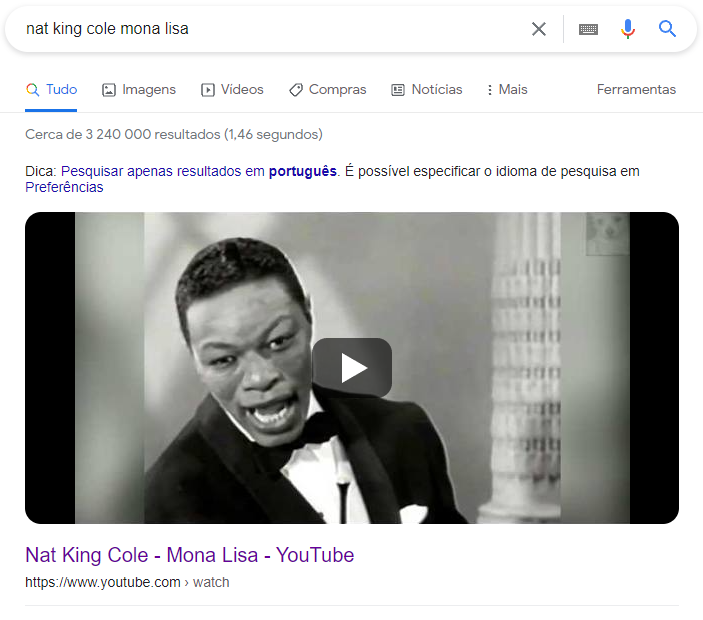 nat king cole mona lisa
Tudo Imagens Vídeos Compras Notícias Mais Ferramentas
Cerca de 3 240 000 resultados (1,46 segundos)
Dica: Pesquisar apenas resultados em português. É possível especificar o idioma de pesquisa em
Preferências
Nat King Cole - Mona Lisa - YouTube
https://www.youtube.com › watch